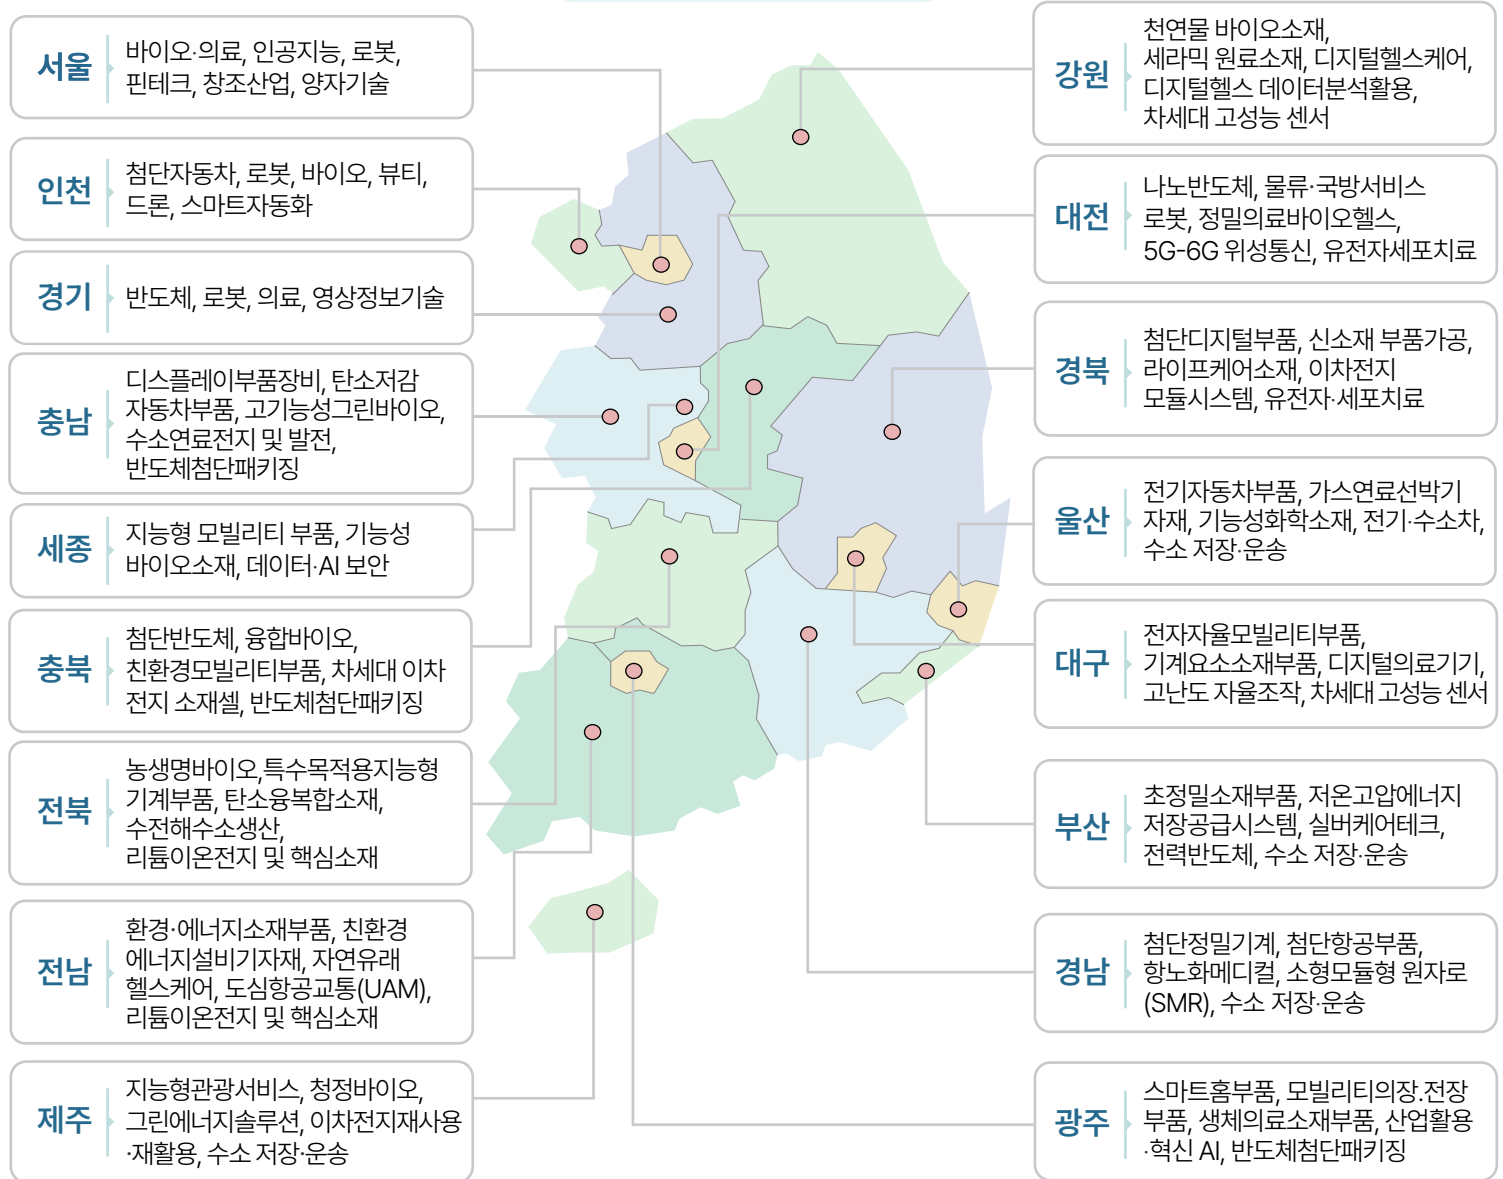 서울
바이오·의료, 인공지능, 로봇,
핀테크, 창조산업, 양자기술
인천
첨단자동차, 로봇, 바이오, 뷰티,
드론, 스마트자동화
경기
반도체, 로봇, 의료, 영상정보기술
충남
디스플레이부품장비, 탄소저감
자동차부품, 고기능성그린바이오,
수소연료전지 및 발전,
반도체첨단패키징
세종
지능형 모빌리티 부품, 기능성
바이오소재, 데이터·AI 보안
충북
첨단반도체, 융합바이오,
친환경모빌리티부품, 차세대 이차
전지 소재셀, 반도체첨단패키징
전북
농생명바이오,특수목적용지능형
기계부품, 탄소융복합소재,
수전해수소생산,
리튬이온전지 및 핵심소재
전남
환경·에너지소재부품, 친환경
에너지설비기자재, 자연유래
헬스케어, 도심항공교통(UAM),
리튬이온전지 및 핵심소재
제주
지능형관광서비스, 청정바이오,
그린에너지솔루션, 이차전지재사용
·재활용, 수소 저장·운송
강원
천연물 바이오소재,
세라믹 원료소재, 디지털헬스케어,
디지털헬스 데이터분석활용,
차세대 고성능 센서
대전
나노반도체, 물류·국방서비스
로봇, 정밀의료바이오헬스,
5G-6G 위성통신, 유전자세포치료
경북
첨단디지털부품, 신소재 부품가공,
라이프케어소재, 이차전지
모듈시스템, 유전자·세포치료
울산
전기자동차부품, 가스연료선박기
자재, 기능성화학소재, 전기·수소차,
수소 저장·운송
대구
전자자율모빌리티부품,
기계요소소재부품, 디지털의료기기,
고난도 자율조작, 차세대 고성능 센서
부산
초정밀소재부품, 저온고압에너지
저장공급시스템, 실버케어테크,
전력반도체, 수소 저장·운송
경남
첨단정밀기계, 첨단항공부품,
항노화메디컬, 소형모듈형 원자로
(SMR), 수소 저장·운송
광주
스마트홈부품, 모빌리티의장.전장
부품, 생체의료소재부품, 산업활용
·혁신 AI, 반도체첨단패키징